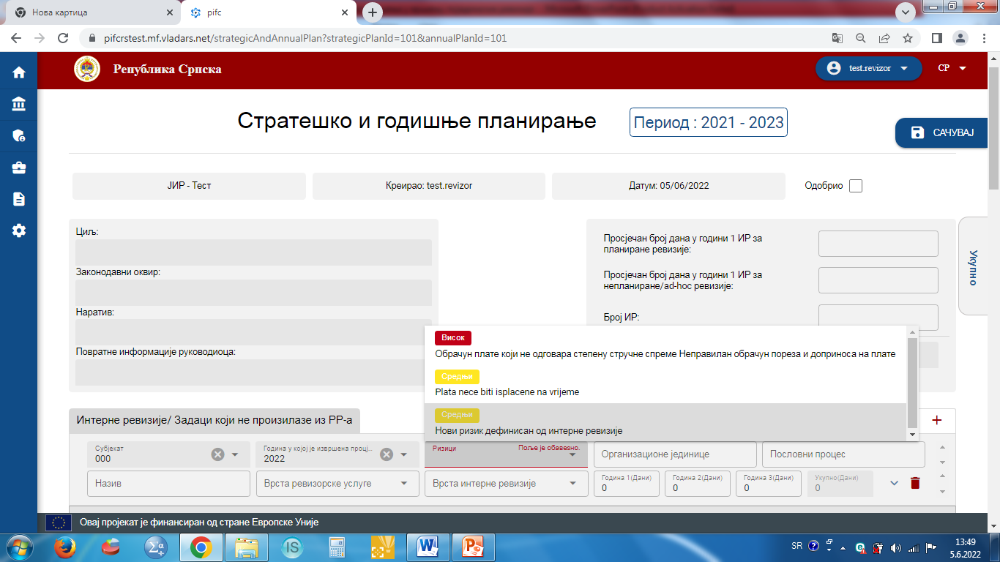 Нова картица
pifc
pifcrstest.mf.vladars.net/strategicAndAnnualPlan?strategicPlanId=101&annualPlanId=101
Република Српска
test.revizor
СР
Стратешко и годишње планирање
Период : 2021 - 2023
САЧУВАЈ
ЈИР - Тест
Креирао: test.revizor
Датум: 05/06/2022
Одобрио
Циљ:
Законодавни оквир:
Наратив:
Повратне информације руководиоца:
Просјечан број дана у години 1 ИР за
планиране ревизије:
Просјечан број дана у години 1 ИР за
непланиране/ad-hoc ревизије:
Број ИР:
Укупно
Висок
Обрачун плате који не одговара степену стручне спреме Неправилан обрачун пореза и доприноса на плате
Средњи
Plata nece biti isplacene na vrijeme
Средњи
Нови ризик дефинисан од интерне ревизије
Интерне ревизије/ Задаци који не произилазе из РР-а
Субјекат
000
Година у којој је извршена процј...
2022
Ризици
Поље је обавезно.
Организационе јединице
Пословни процес
Назив
Врста ревизорске услуге
Врста интерне ревизије
Година 1(Дани)
0
Година 2(Дани)
0
Година 3(Дани)
0
Укупно(Дани)
0
Овај пројекат је финансиран од стране Европске Уније
SR
13:49
5.6.2022